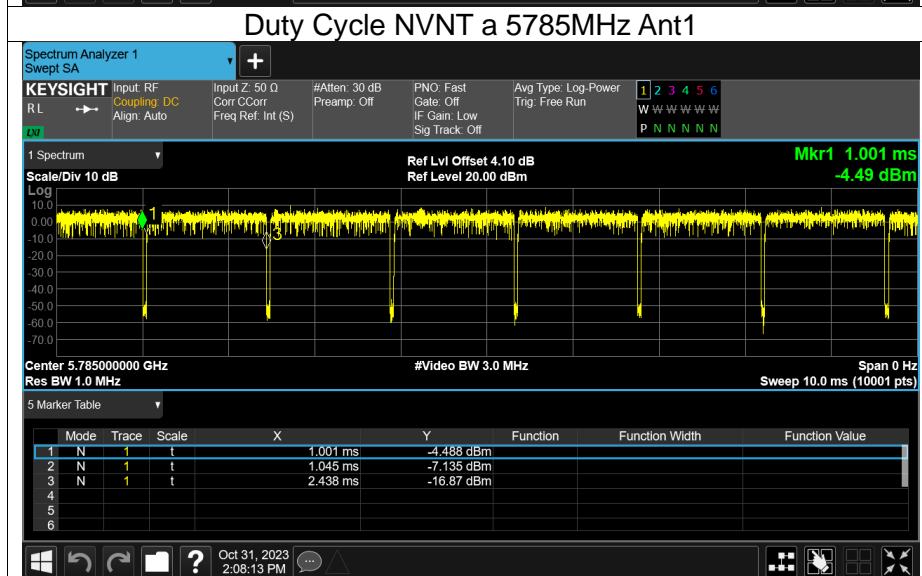 Duty Cycle NVNT a 5785MHz Ant1
Spectrum Analyzer 1
Swept SA
+
KEYSIGHT Input: RF Input Z: 50 Ω #Atten: 30 dB PNO: Fast Avg Type: Log-Power 1 2 3 4 5 6
RL Coupling: DC Corr CCorr Preamp: Off Gate: Off Trig: Free Run W W W W W W
Align: Auto Freq Ref: Int (S) IF Gain: Low
LXI Sig Track: Off P N N N N N
1 Spectrum Ref Lvl Offset 4.10 dB Mkr1 1.001 ms
Scale/Div 10 dB Ref Level 20.00 dBm -4.49 dBm
Log
10.0
1
0.00
3
-10.0
-20.0
-30.0
-40.0
-50.0
-60.0
-70.0
Center 5.785000000 GHz #Video BW 3.0 MHz Span 0 Hz
Res BW 1.0 MHz Sweep 10.0 ms (10001 pts)
5 Marker Table
Mode Trace Scale X Y Function Function Width Function Value
1 N 1 t 1.001 ms -4.488 dBm
2 N 1 t 1.045 ms -7.135 dBm
3 N 1 t 2.438 ms -16.87 dBm
4
5
6
? Oct 31, 2023
2:08:13 PM